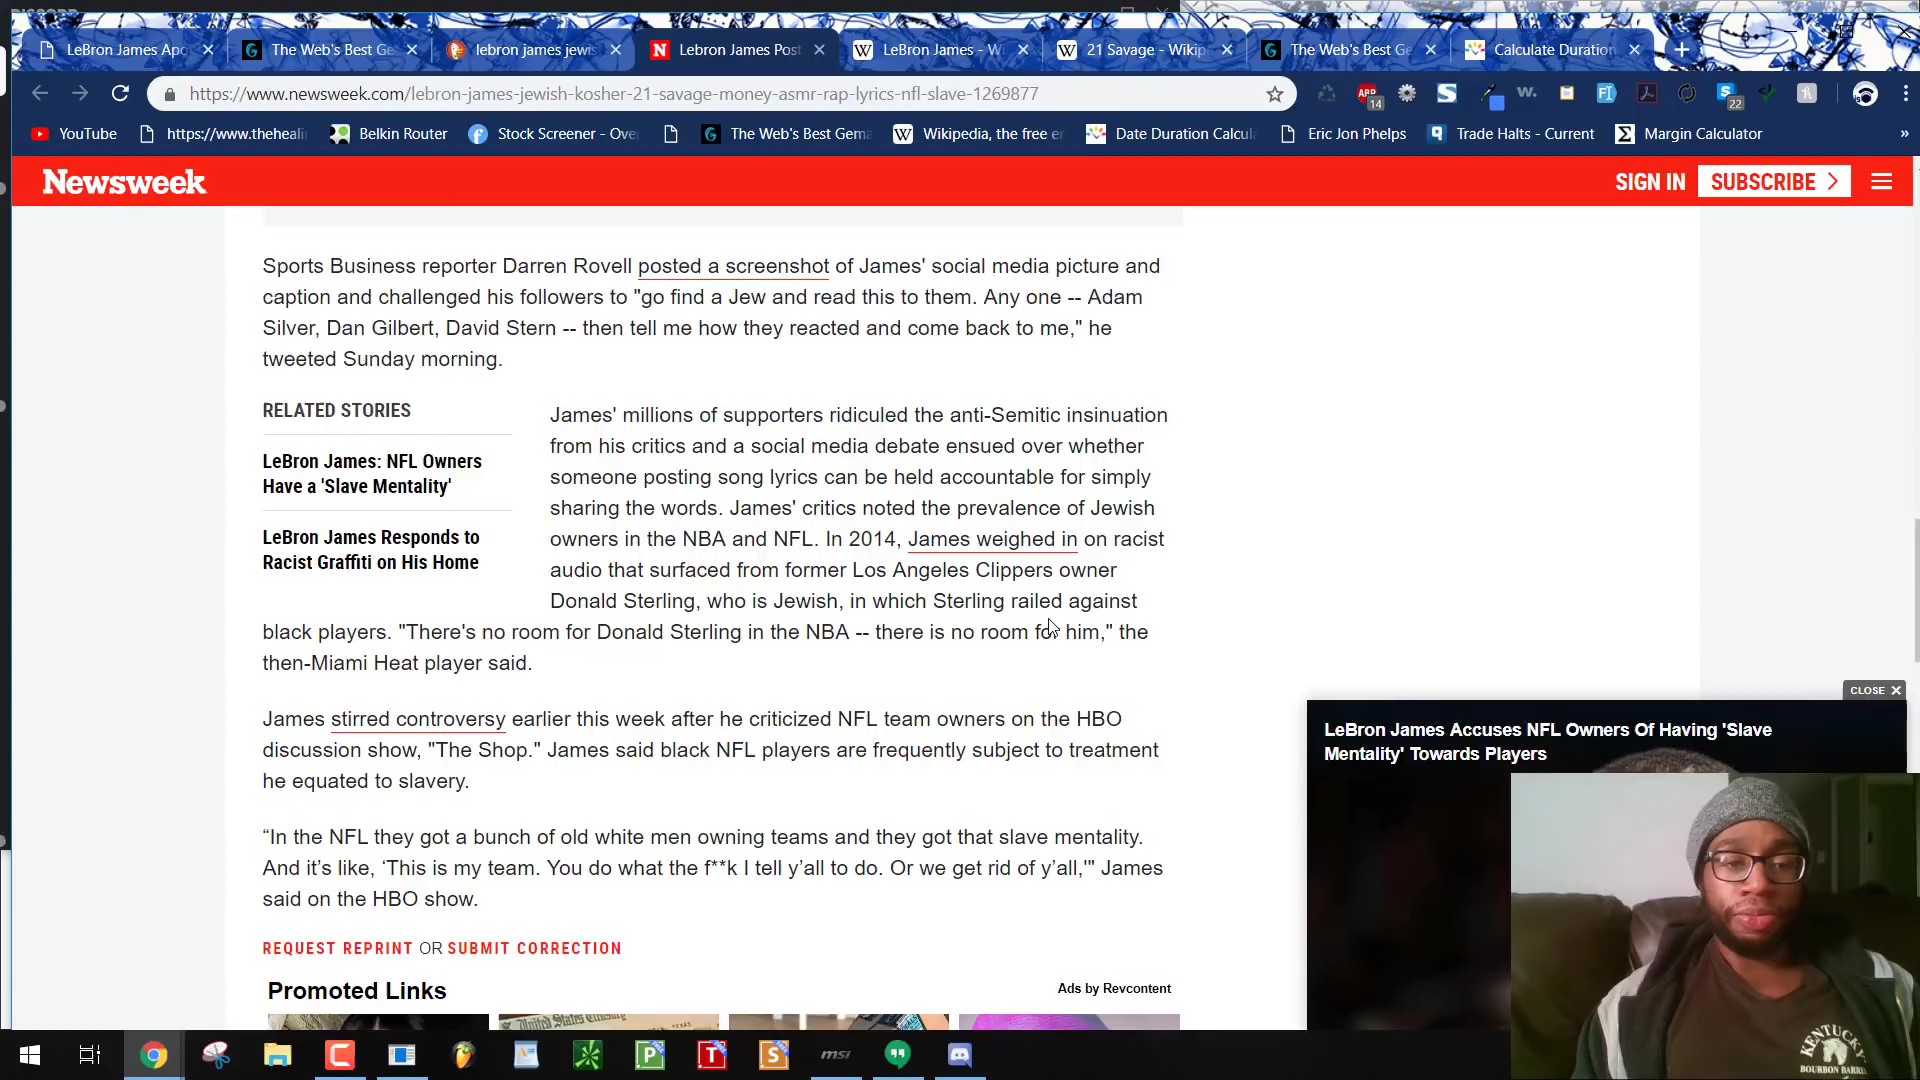 LeBron James Apo
The Web's Best Ge
lebron james jewis
Lebron James Post
LeBron James - Wi
21 Savage - Wikip
The Web's Best Ge
Calculate Duration
https://www.newsweek.com/lebron-james-jewish-kosher-21-savage-money-asmr-rap-lyrics-nfl-slave-1269877
ABP
14
22
YouTube
https://www.theheali
Belkin Router
Stock Screener - Ove
The Web's Best Gema
Wikipedia, the free e
Date Duration Calcu
Eric Jon Phelps
Trade Halts - Current
Margin Calculator
Newsweek
SIGN IN
SUBSCRIBE
Sports Business reporter Darren Rovell posted a screenshot of James' social media picture and
caption and challenged his followers to "go find a Jew and read this to them. Any one -- Adam
Silver, Dan Gilbert, David Stern -- then tell me how they reacted and come back to me," he
tweeted Sunday morning.
RELATED STORIES
LeBron James: NFL Owners
Have a 'Slave Mentality'
LeBron James Responds to
Racist Graffiti on His Home
James' millions of supporters ridiculed the anti-Semitic insinuation
from his critics and a social media debate ensued over whether
someone posting song lyrics can be held accountable for simply
sharing the words. James' critics noted the prevalence of Jewish
owners in the NBA and NFL. In 2014, James weighed in on racist
audio that surfaced from former Los Angeles Clippers owner
Donald Sterling, who is Jewish, in which Sterling railed against
black players. "There's no room for Donald Sterling in the NBA -- there is no room for him," the
then-Miami Heat player said.
James stirred controversy earlier this week after he criticized NFL team owners on the HBO
discussion show, "The Shop." James said black NFL players are frequently subject to treatment
he equated to slavery.
“In the NFL they got a bunch of old white men owning teams and they got that slave mentality.
And it’s like, ‘This is my team. You do what the f**k I tell y’all to do. Or we get rid of y’all,'" James
said on the HBO show.
REQUEST REPRINT OR SUBMIT CORRECTION
Promoted Links
Ads by Revcontent
CLOSE
LeBron James Accuses NFL Owners Of Having 'Slave
Mentality' Towards Players
KENTUCKY
BOURBON BARREL
msi